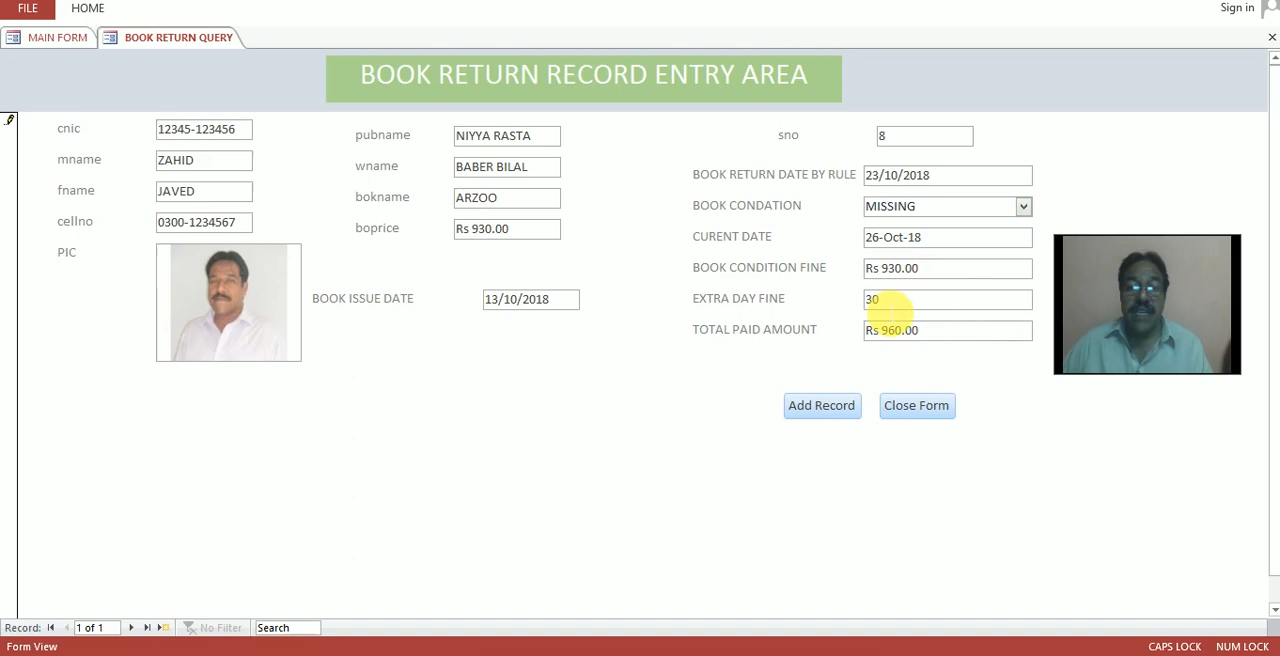 FILE HOME Sign in
MAIN FORM BOOK RETURN QUERY
BOOK RETURN RECORD ENTRY AREA
cnic 12345-123456
mname ZAHID
fname JAVED
cellno 0300-1234567
PIC
pubname NIYYA RASTA
wname BABER BILAL
bokname ARZOO
boprice Rs 930.00
BOOK ISSUE DATE 13/10/2018
sno 8
BOOK RETURN DATE BY RULE 23/10/2018
BOOK CONDATION MISSING
CURENT DATE 26-Oct-18
BOOK CONDITION FINE Rs 930.00
EXTRA DAY FINE 30
TOTAL PAID AMOUNT Rs 960.00
Add Record Close Form
Record: 1 of 1 No Filter Search
Form View CAPS LOCK NUM LOCK